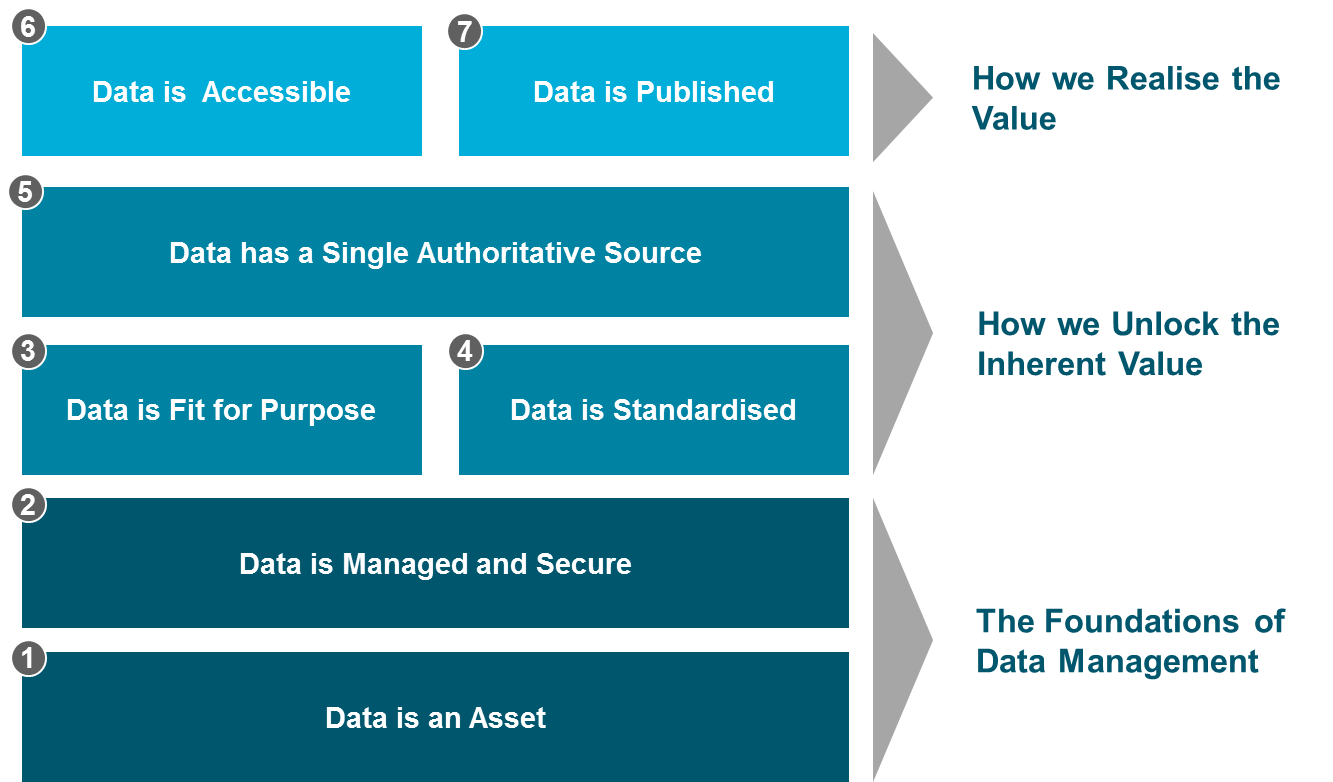 6
Data is Accessible
7
Data is Published
How we Realise the
Value
5
Data has a Single Authoritative Source
3
Data is Fit for Purpose
4
Data is Standardised
How we Unlock the
Inherent Value
2
Data is Managed and Secure
1
Data is an Asset
The Foundations of
Data Management